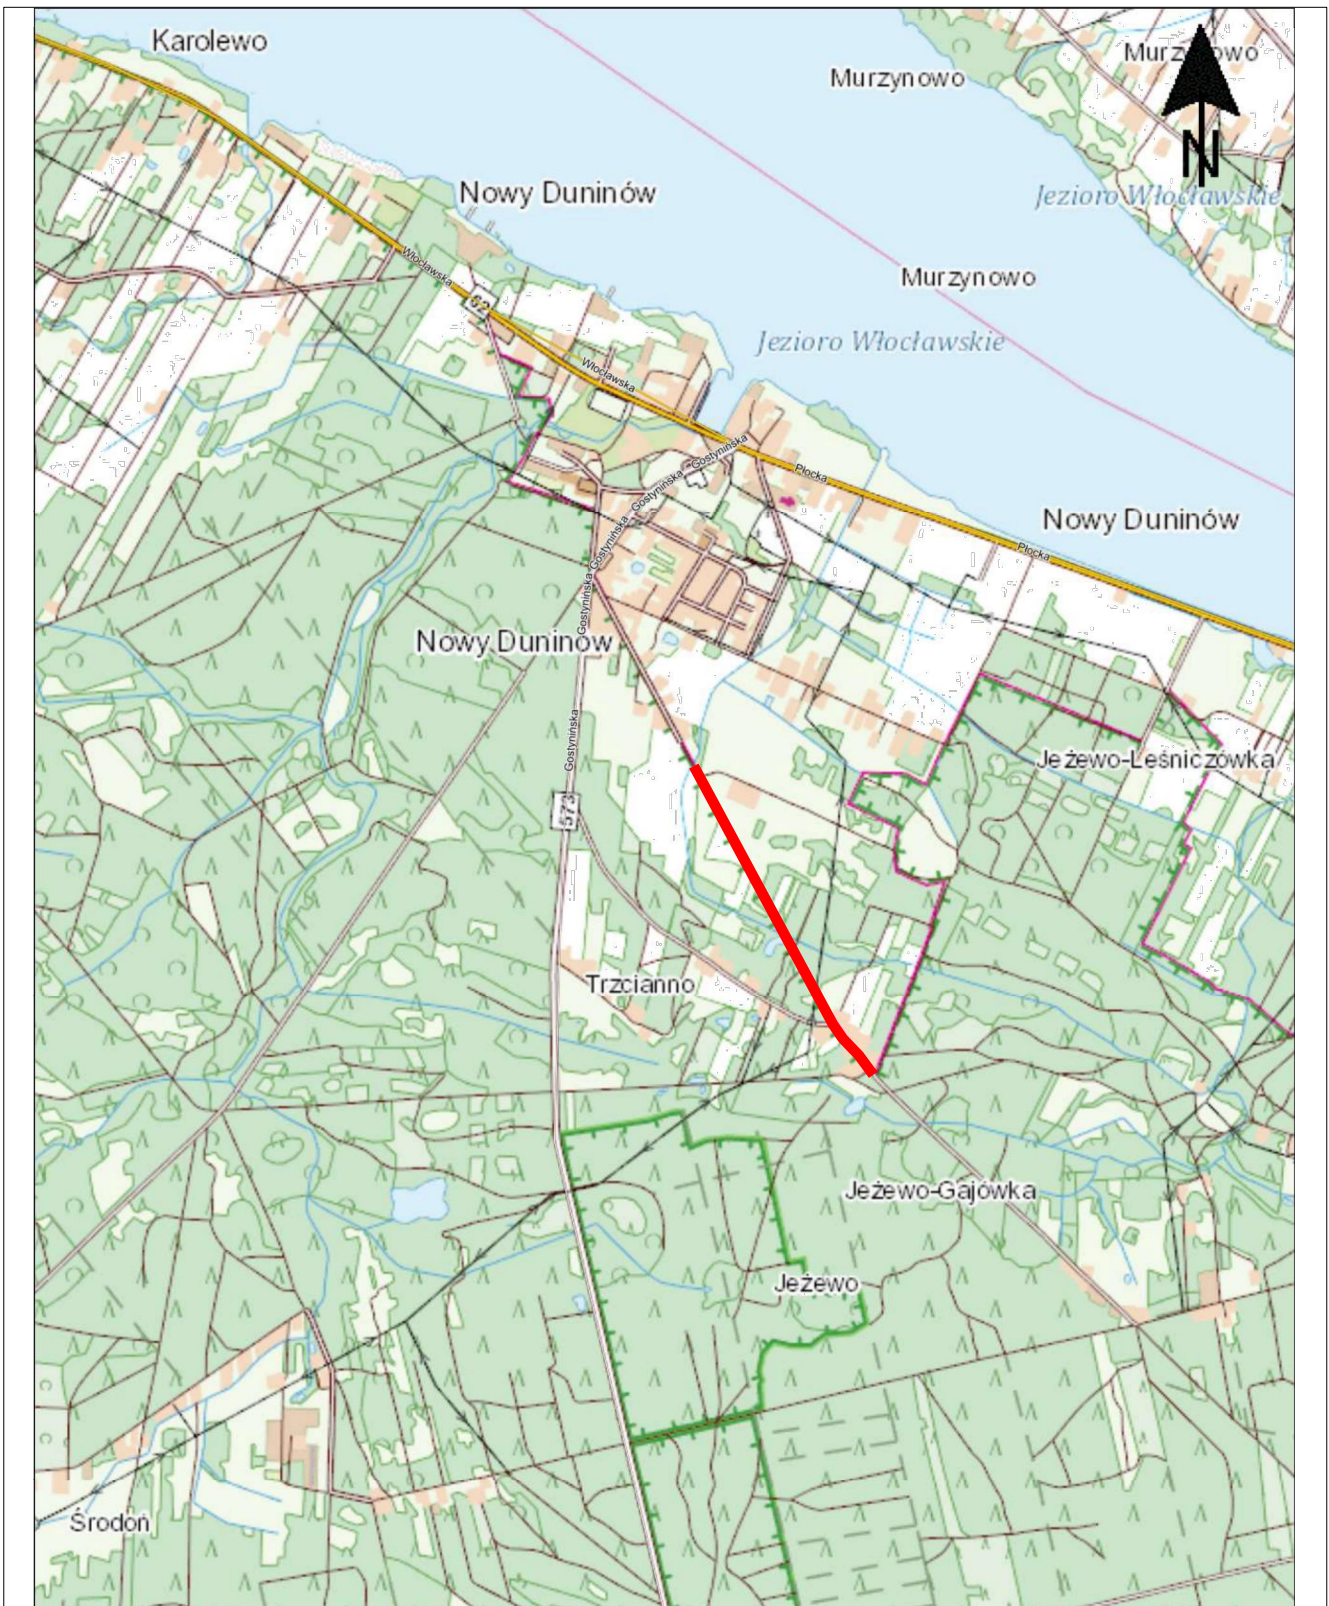 Karolewo
Murzynowo
Murzynowo
N
Nowy Duninów
Jezioro Włocławskie
Włocławska
Murzynowo
62
Jezioro Włocławskie
Włocławska
Gostynińska
Płocka
Gostynińska
Gostynińska
Nowy Duninów
Płocka
Gostynińska
Nowy Duninów
Gostynińska
Jeżewo-Leśniczówka
573
Trzcianno
Jeżewo-Gajówka
Jeżewo
Środoń